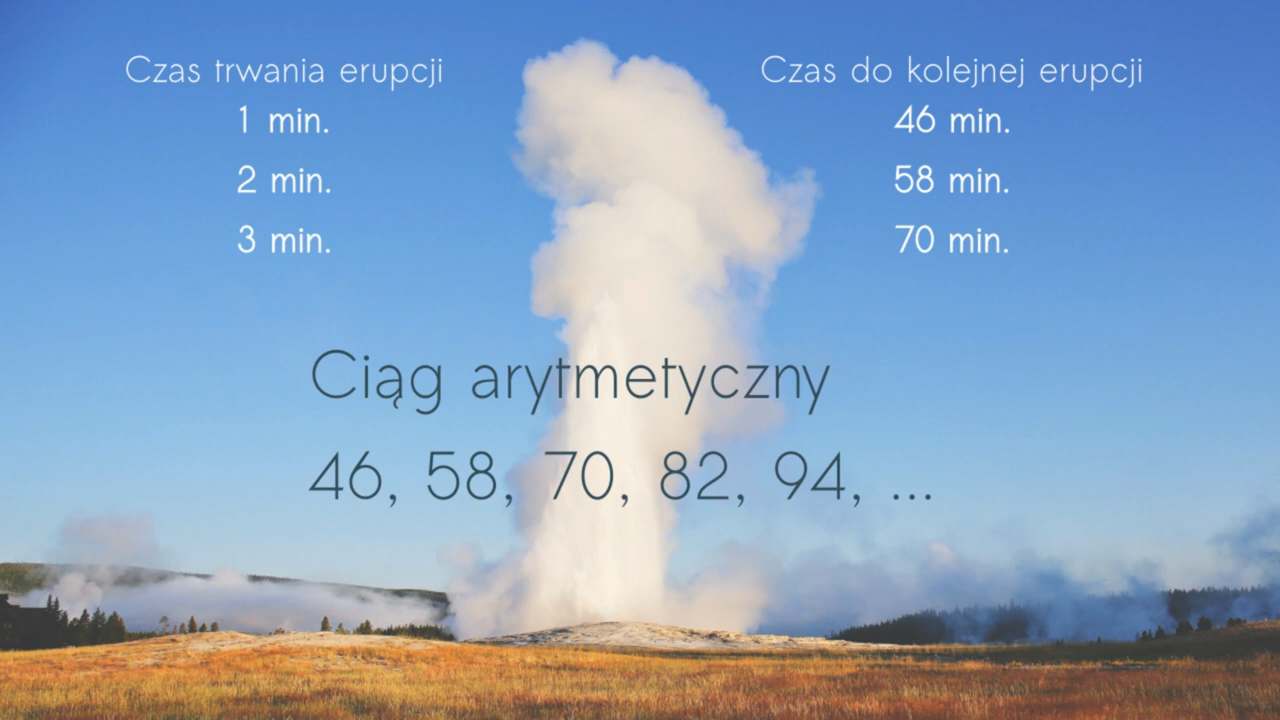 Czas trwania erupcji
1 min.
2 min.
3 min.
Czas do kolejnej erupcji
46 min.
58 min.
70 min.
Ciąg arytmetyczny
46, 58, 70, 82, 94, ...